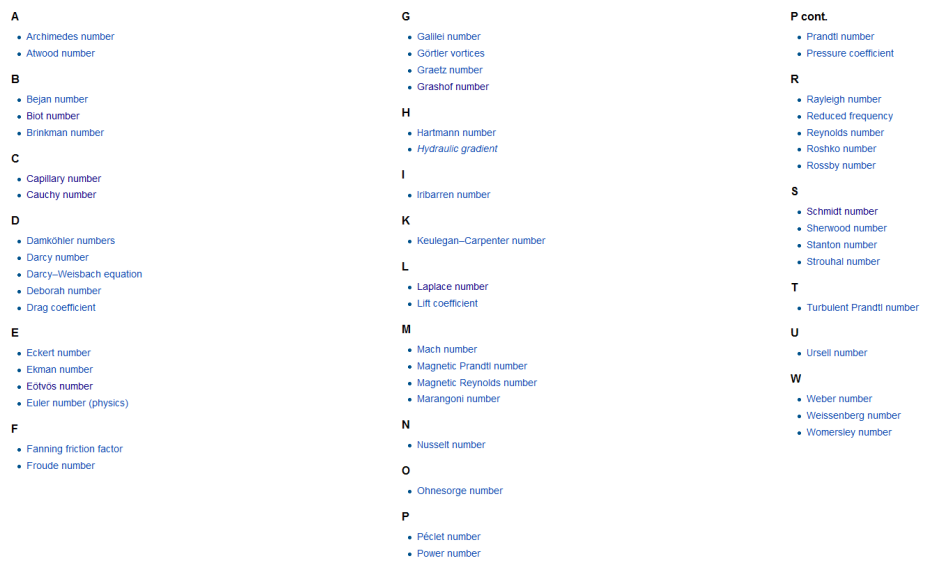 A
Archimedes number
Atwood number
B
Bejan number
Biot number
Brinkman number
C
Capillary number
Cauchy number
D
Damköhler numbers
Darcy number
Darcy–Weisbach equation
Deborah number
Drag coefficient
E
Eckert number
Ekman number
Eötvös number
Euler number (physics)
F
Fanning friction factor
Froude number
G
Galilei number
Görtler vortices
Graetz number
Grashof number
H
Hartmann number
Hydraulic gradient
I
Iribarren number
K
Keulegan–Carpenter number
L
Laplace number
Lift coefficient
M
Mach number
Magnetic Prandtl number
Magnetic Reynolds number
Marangoni number
N
Nusselt number
O
Ohnesorge number
P
Péclet number
Power number
P cont.
Prandtl number
Pressure coefficient
R
Rayleigh number
Reduced frequency
Reynolds number
Roshko number
Rossby number
S
Schmidt number
Sherwood number
Stanton number
Strouhal number
T
Turbulent Prandtl number
U
Ursell number
W
Weber number
Weissenberg number
Womersley number